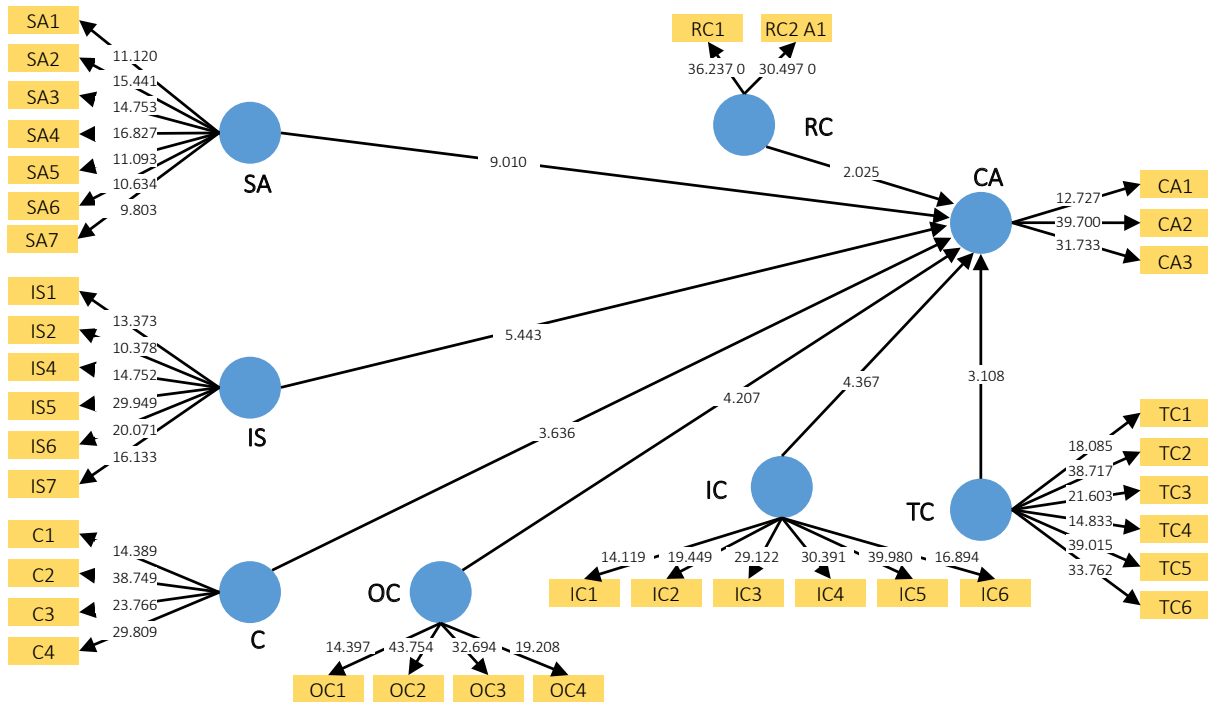 SA1
SA2
SA3
SA4
SA5
SA6
SA7
11.120
15.441
14.753
16.827
11.093
10.634
9.803
SA
9.010
RC1
RC2 A1
36.237 0
30.497 0
RC
2.025
CA
12.727
39.700
31.733
CA1
CA2
CA3
IS1
IS2
IS4
IS5
IS6
IS7
13.373
10.378
14.752
29.949
20.071
16.133
IS
5.443
C1
C2
C3
C4
14.389
38.749
23.766
29.809
C
3.636
OC
4.207
14.397
43.754
32.694
19.208
OC1
OC2
OC3
OC4
IC
4.367
14.119
19.449
29.122
30.391
39.980
16.894
IC1
IC2
IC3
IC4
IC5
IC6
TC
3.108
18.085
38.717
21.603
14.833
39.015
33.762
TC1
TC2
TC3
TC4
TC5
TC6